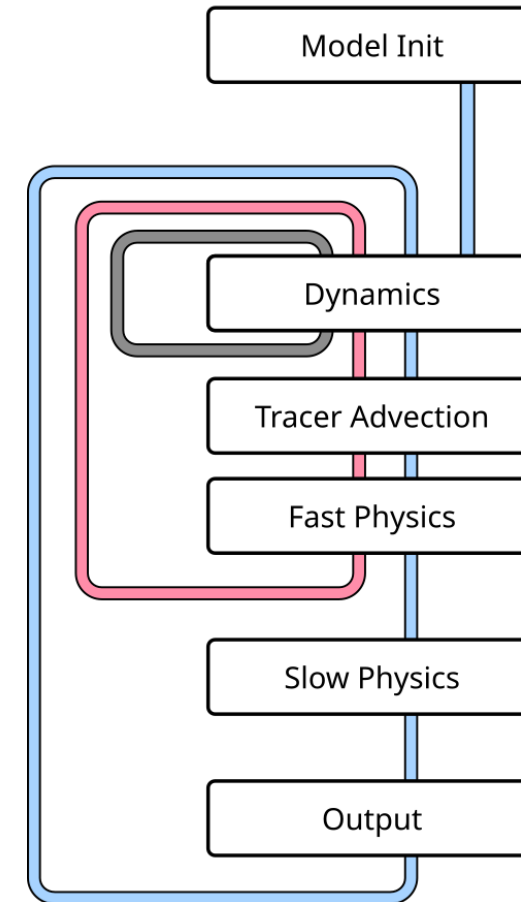 Model Init
Dynamics
Tracer Advection
Fast Physics
Slow Physics
Output